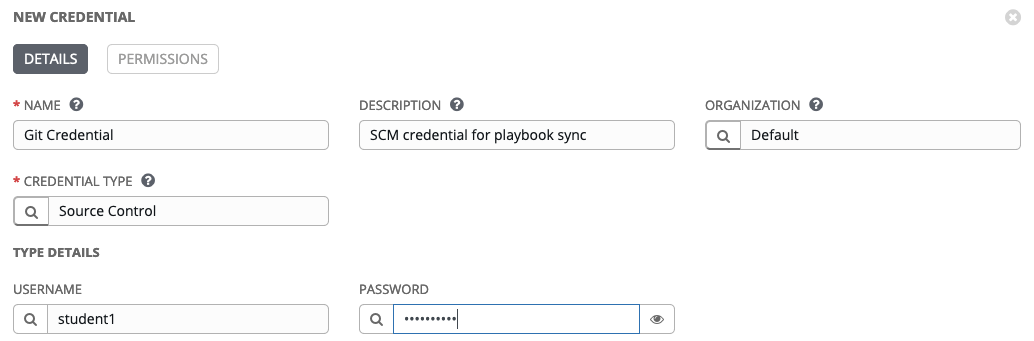 NEW CREDENTIAL
DETAILS PERMISSIONS
* NAME DESCRIPTION ORGANIZATION
Git Credential SCM credential for playbook sync Default
* CREDENTIAL TYPE
Source Control
TYPE DETAILS
USERNAME PASSWORD
student1 ••••••••••